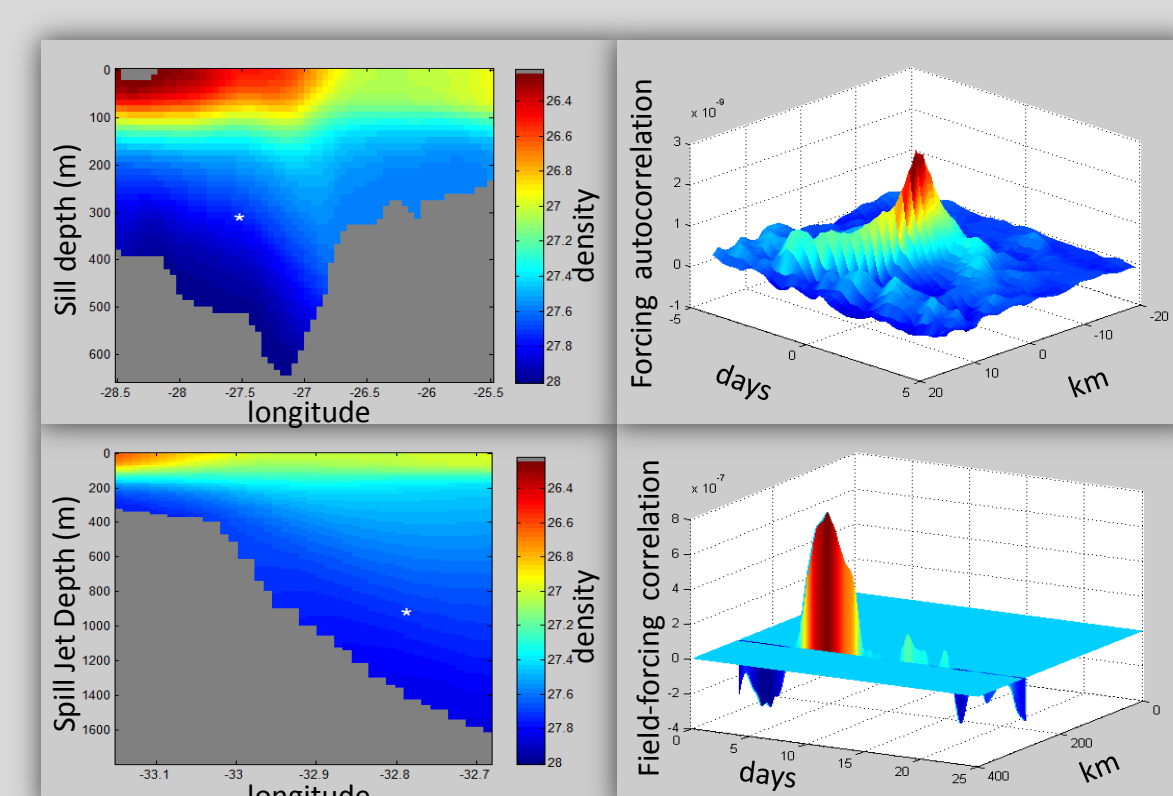 Sill depth (m)
0
100
200
300
400
500
600
*
-28.5 -28 -27.5 -27 -26.5 -26 -25.5
longitude
26.4
26.6
26.8
27
27.2
27.4
27.6
27.8
28
density
Forcing autocorrelation
x 10^-9
3
2
1
0
-1
-5 0 5
days
20 10 0 -10 -20
km
Spill Jet Depth (m)
0
200
400
600
800
1000
1200
1400
1600
*
-33.1 -33 -32.9 -32.8 -32.7
longitude
26.4
26.6
26.8
27
27.2
27.4
27.6
27.8
28
density
Field-forcing correlation
x 10^-7
8
6
4
2
0
-2
-4
0 5 10 15 20 25
days
400 200 0
km